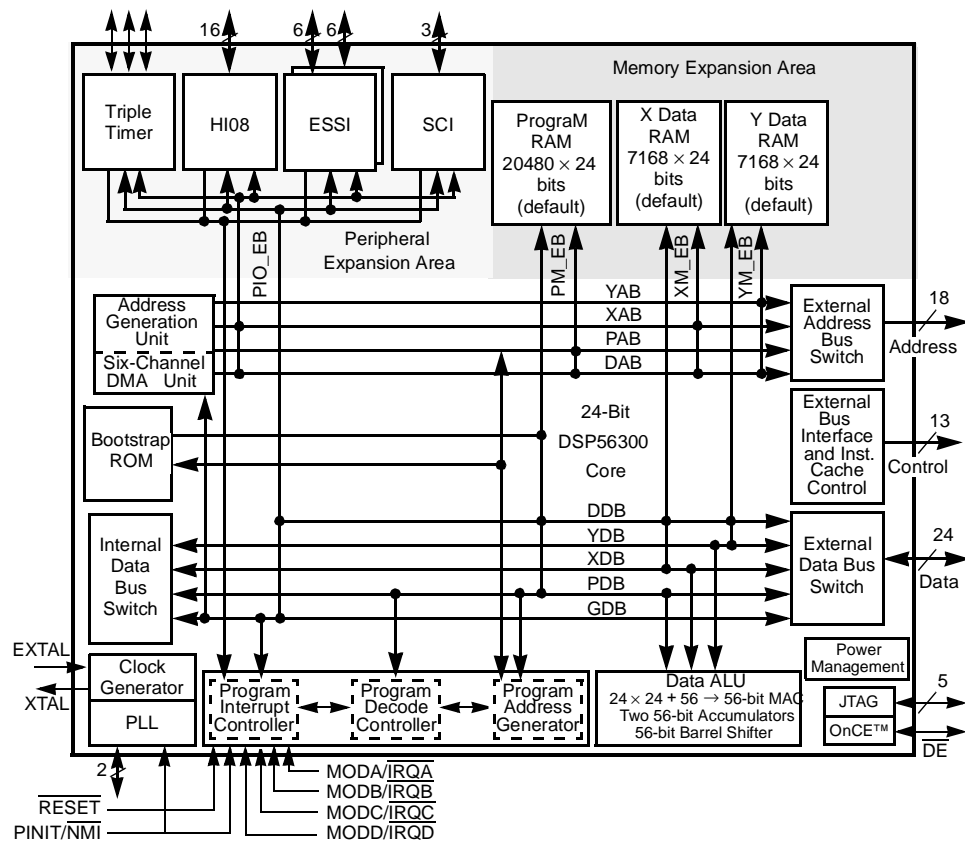 16
6
6
3
Memory Expansion Area
Triple
Timer
HI08
ESSI
SCI
PrograM
RAM
20480 × 24
bits
(default)
X Data
RAM
7168 × 24
bits
(default)
Y Data
RAM
7168 × 24
bits
(default)
Peripheral
Expansion Area
PIO_EB
PM_EB
XM_EB
YM_EB
Address
Generation
Unit
Six-Channel
DMA Unit
YAB
XAB
PAB
DAB
External
Address
Bus
Switch
18
Address
Bootstrap
ROM
24-Bit
DSP56300
Core
External
Bus
Interface
and Inst.
Cache
Control
13
Control
Internal
Data
Bus
Switch
DDB
YDB
XDB
PDB
GDB
External
Data Bus
Switch
24
Data
EXTAL
XTAL
Clock
Generator
PLL
Program
Interrupt
Controller
Program
Decode
Controller
Program
Address
Generator
Data ALU
24 × 24 + 56 → 56-bit MAC
Two 56-bit Accumulators
56-bit Barrel Shifter
Power
Management
JTAG
OnCE™
5
DE
2
RESET
PINIT/NMI
MODA/IRQA
MODB/IRQB
MODC/IRQC
MODD/IRQD